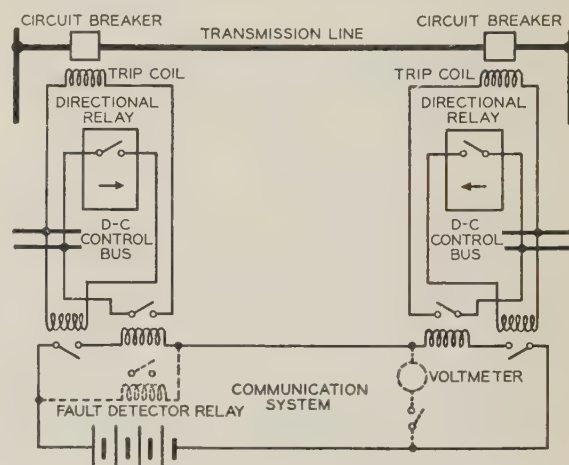 CIRCUIT BREAKER
CIRCUIT BREAKER
TRANSMISSION LINE
TRIP COIL
TRIP COIL
DIRECTIONAL
RELAY
DIRECTIONAL
RELAY
D-C
CONTROL
BUS
D-C
CONTROL
BUS
VOLTMETER
COMMUNICATION
SYSTEM
FAULT DETECTOR RELAY